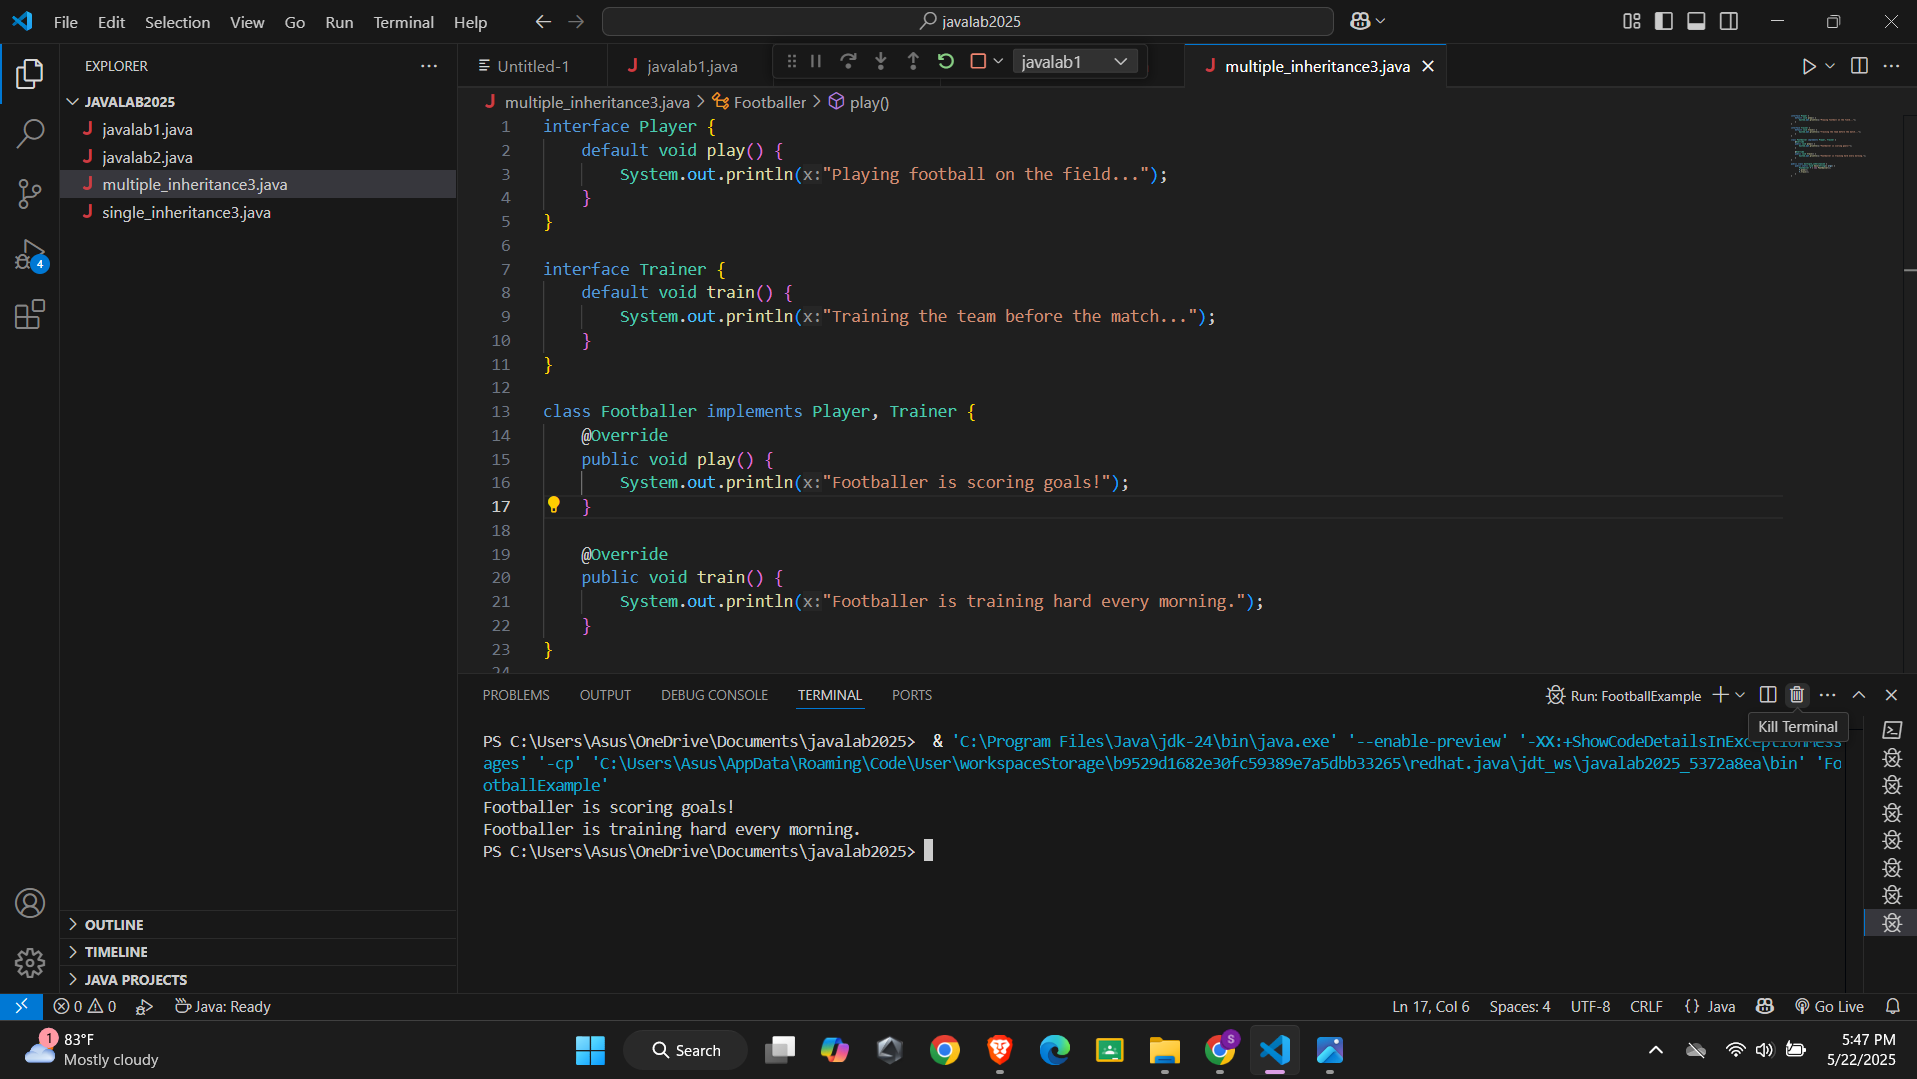 File Edit Selection View Go Run Terminal Help
javalab2025
EXPLORER
JAVALAB2025
javalab1.java
javalab2.java
multiple_inheritance3.java
single_inheritance3.java
4
OUTLINE
TIMELINE
JAVA PROJECTS
Untitled-1
javalab1.java
javalab1
multiple_inheritance3.java
multiple_inheritance3.java > Footballer > play()
1 interface Player {
2 default void play() {
3 System.out.println(x:"Playing football on the field...");
4 }
5 }
6
7 interface Trainer {
8 default void train() {
9 System.out.println(x:"Training the team before the match...");
10 }
11 }
12
13 class Footballer implements Player, Trainer {
14 @Override
15 public void play() {
16 System.out.println(x:"Footballer is scoring goals!");
17 }
18
19 @Override
20 public void train() {
21 System.out.println(x:"Footballer is training hard every morning.");
22 }
23 }
24
PROBLEMS OUTPUT DEBUG CONSOLE TERMINAL PORTS
Run: FootballExample
Kill Terminal
PS C:\Users\Asus\OneDrive\Documents\javalab2025> & 'C:\Program Files\Java\jdk-24\bin\java.exe' '--enable-preview' '-XX:+ShowCodeDetailsInExceptionMess
ages' '-cp' 'C:\Users\Asus\AppData\Roaming\Code\User\workspaceStorage\b9529d1682e30fc59389e7a5dbb33265\redhat.java\jdt_ws\javalab2025_5372a8ea\bin' 'Fo
otballExample'
Footballer is scoring goals!
Footballer is training hard every morning.
PS C:\Users\Asus\OneDrive\Documents\javalab2025>
0 0 Java: Ready
Ln 17, Col 6 Spaces: 4 UTF-8 CRLF {} Java Go Live
1
83°F
Mostly cloudy
Search
S
5:47 PM
5/22/2025